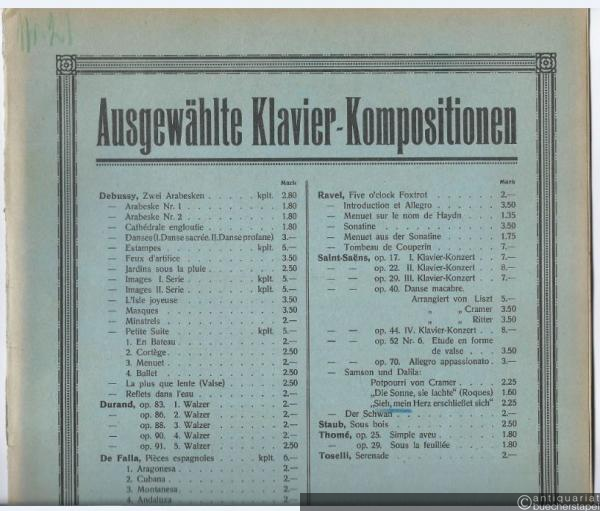 Ausgewählte Klavier-Kompositionen
Mark
Debussy, Zwei Arabesken . . . . . . kplt. 2.80
— Arabeske Nr. 1 . . . . . . . . . 1.80
— Arabeske Nr. 2 . . . . . . . . . 1.80
— Cathédrale engloutie . . . . . . . 1.80
— Danses (I. Danse sacrée. II. Danse profane) 3.—
— Estampes . . . . . . . . . kplt. 5.—
— Feux d'artifice . . . . . . . . . 3.50
— Jardins sous la pluie . . . . . . . 2.50
— Images I. Serie . . . . . . . kplt. 5.—
— Images II. Serie . . . . . . . kplt. 5.—
— L'Isle joyeuse . . . . . . . . . 3.50
— Masques . . . . . . . . . . . 3.50
— Minstrels . . . . . . . . . . . 2.—
— Petite Suite . . . . . . . . kplt. 5.—
1. En Bateau . . . . . . . . . 2.—
2. Cortège . . . . . . . . . . 2.50
3. Menuet . . . . . . . . . . 2.—
4. Ballet . . . . . . . . . . . 2.50
— La plus que lente (Valse) . . . . . . 2.50
— Reflets dans l'eau . . . . . . . . 2.—
Durand, op. 83. 1. Walzer . . . . . . . 2.—
— op. 86. 2. Walzer . . . . . . . 2.—
— op. 88. 3. Walzer . . . . . . . 2.—
— op. 90. 4. Walzer . . . . . . . 2.—
— op. 91. 5. Walzer . . . . . . . 2.50
De Falla, Pièces espagnoles . . . . kplt. 6.—
1. Aragonesa . . . . . . . . . 2.—
2. Cubana . . . . . . . . . . 2.—
3. Montanesa . . . . . . . . . 2.—
4. Andaluza . . . . . . . . . 2.—
Mark
Ravel, Five o'clock Foxtrot . . . . . . 2.—
— Introduction et Allegro . . . . . . 3.50
— Menuet sur le nom de Haydn . . . . 1.35
— Sonatine . . . . . . . . . . . 3.50
— Menuet aus der Sonatine . . . . . 1.75
— Tombeau de Couperin . . . . . . 7.—
Saint-Saëns, op. 17. I. Klavier-Konzert . . 7.—
— op. 22. II. Klavier-Konzert . . 8.—
— op. 29. III. Klavier-Konzert . . 7.—
— op. 40. Danse macabre.
Arrangiert von Liszt 5.—
„ „ Cramer 3.50
„ „ Ritter 3.50
— op. 44. IV. Klavier-Konzert . . 8.—
— op. 52 Nr. 6. Etude en forme
de valse . . . 3.50
— op. 70. Allegro appassionato . 3.—
— Samson und Dalila:
Potpourri von Cramer . . . . 2.25
„Die Sonne, sie lachte" (Roques) 1.60
„Sieh, mein Herz erschließet sich" 2.25
— Der Schwan . . . . . . . . . . 2.—
Staub, Sous bois . . . . . . . . . . 2.50
Thomé, op. 25. Simple aveu . . . . . . 1.80
— op. 29. Sous la feuillée . . . . . 1.80
Toselli, Serenade . . . . . . . . . . 2.—
antiquariat
buecherstapel